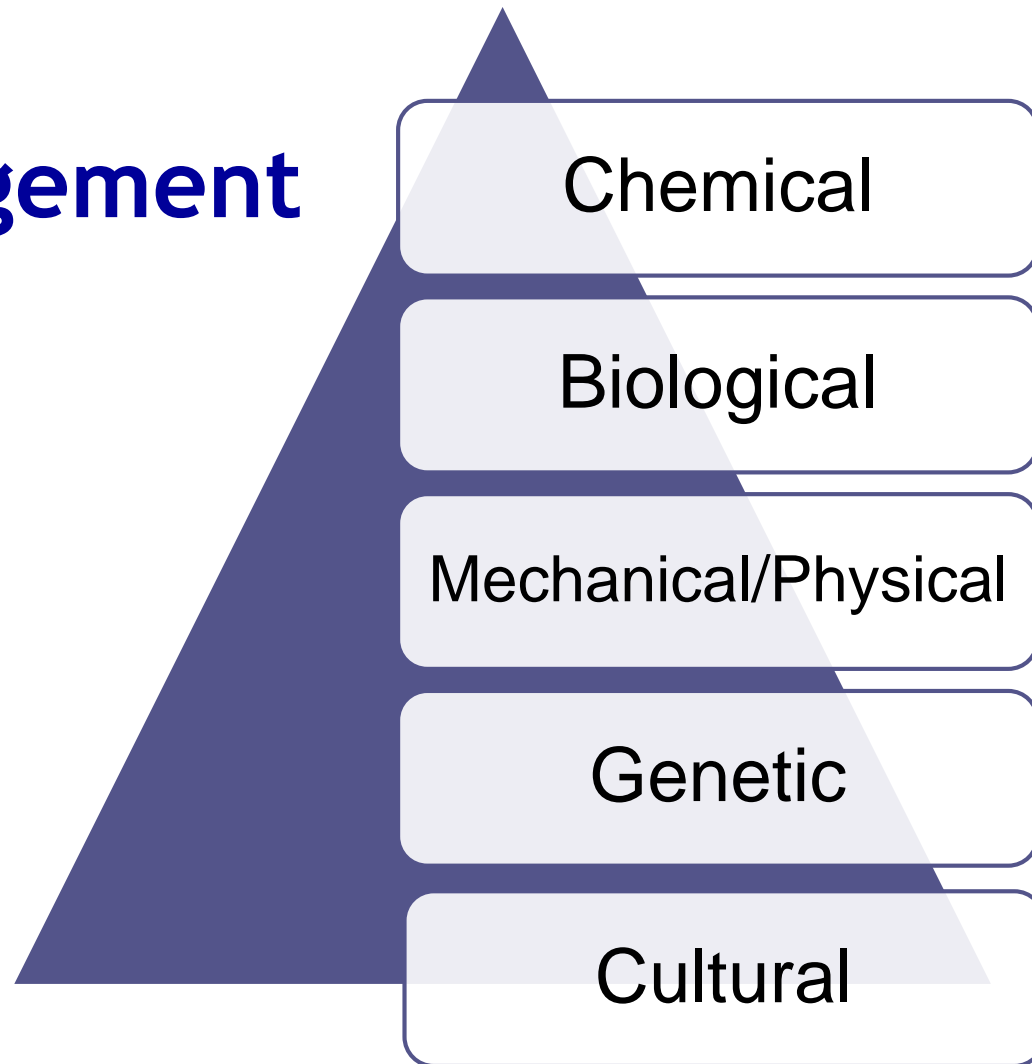 gement
Chemical
Biological
Mechanical/Physical
Genetic
Cultural